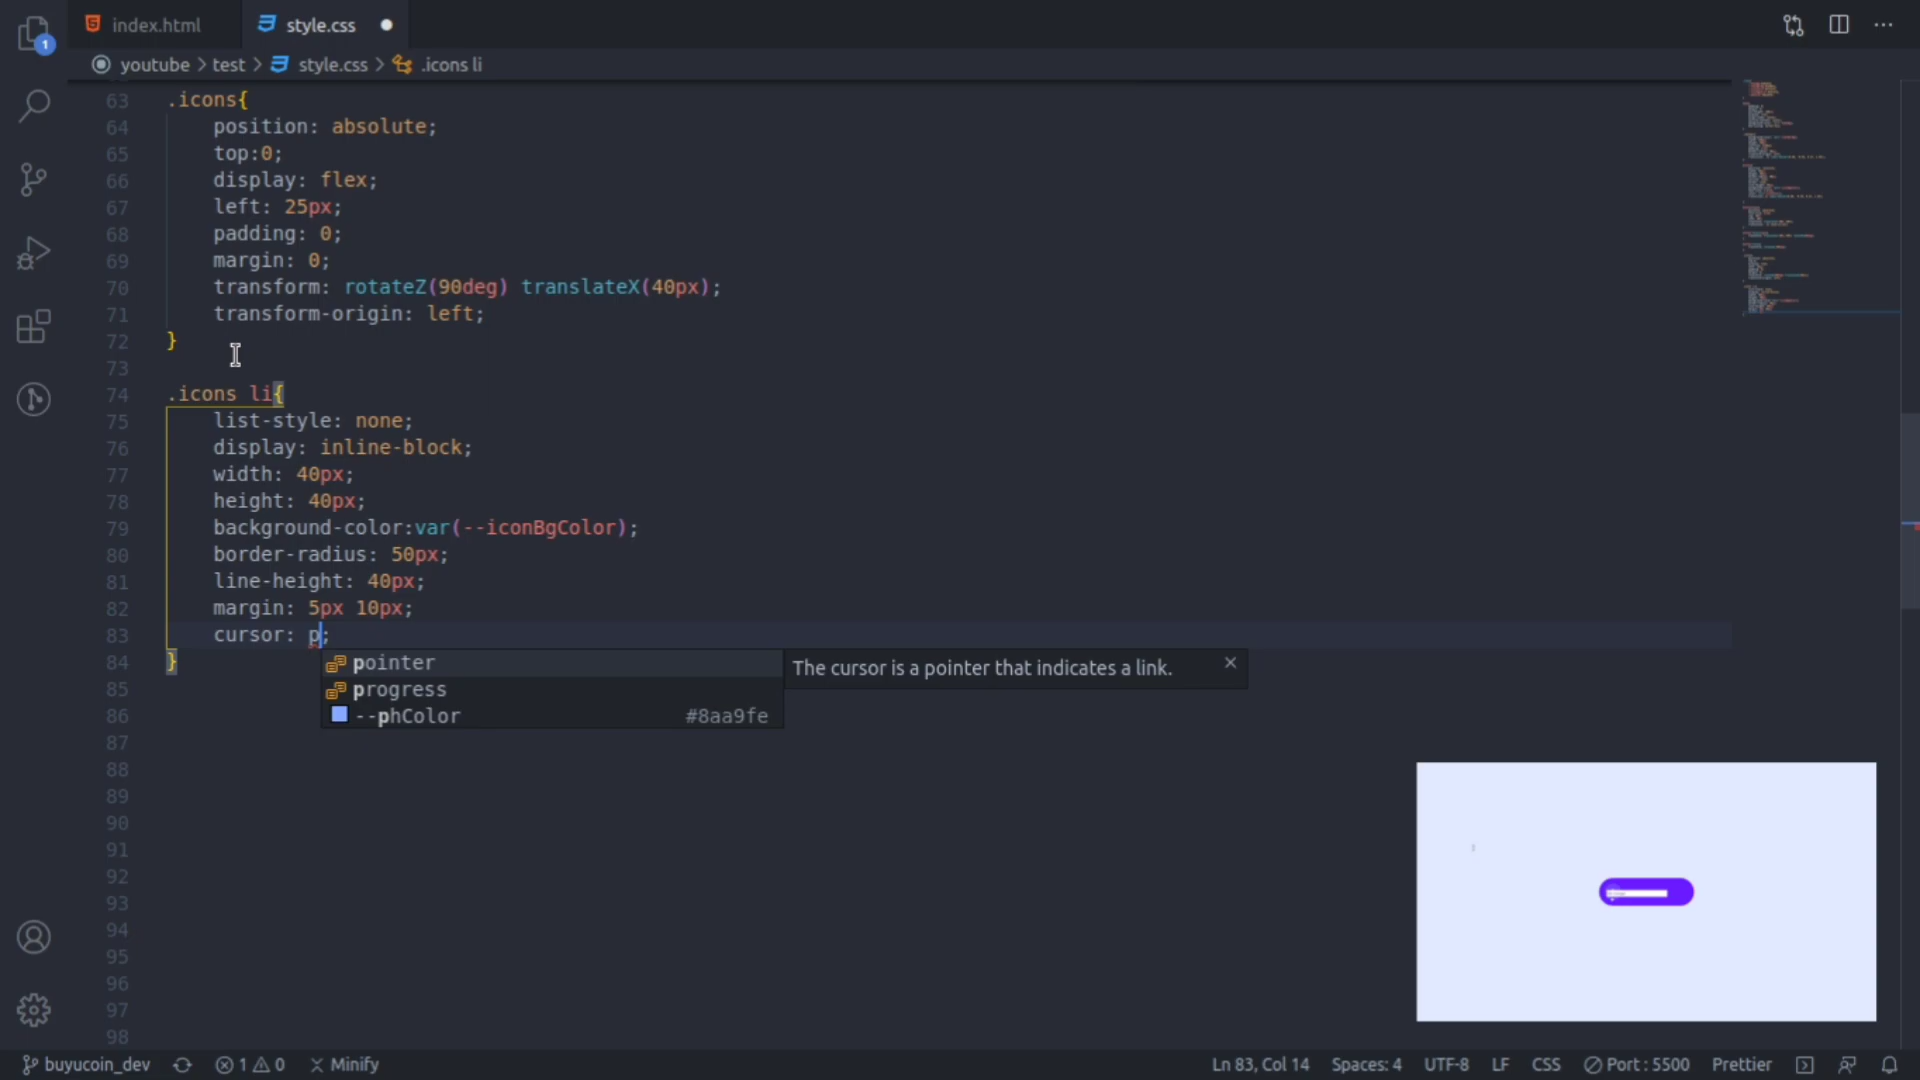 index.html
style.css
1
youtube > test > style.css > .icons li
63 .icons{
64 position: absolute;
65 top:0;
66 display: flex;
67 left: 25px;
68 padding: 0;
69 margin: 0;
70 transform: rotateZ(90deg) translateX(40px);
71 transform-origin: left;
72 }
73
74 .icons li{
75 list-style: none;
76 display: inline-block;
77 width: 40px;
78 height: 40px;
79 background-color:var(--iconBgColor);
80 border-radius: 50px;
81 line-height: 40px;
82 margin: 5px 10px;
83 cursor: p;
84 }
pointer
The cursor is a pointer that indicates a link.
progress
--phColor #8aa9fe
85
86
87
88
89
90
91
92
93
94
95
96
97
98
buyucoin_dev 1 0 Minify Ln 83, Col 14 Spaces: 4 UTF-8 LF CSS Port : 5500 Prettier